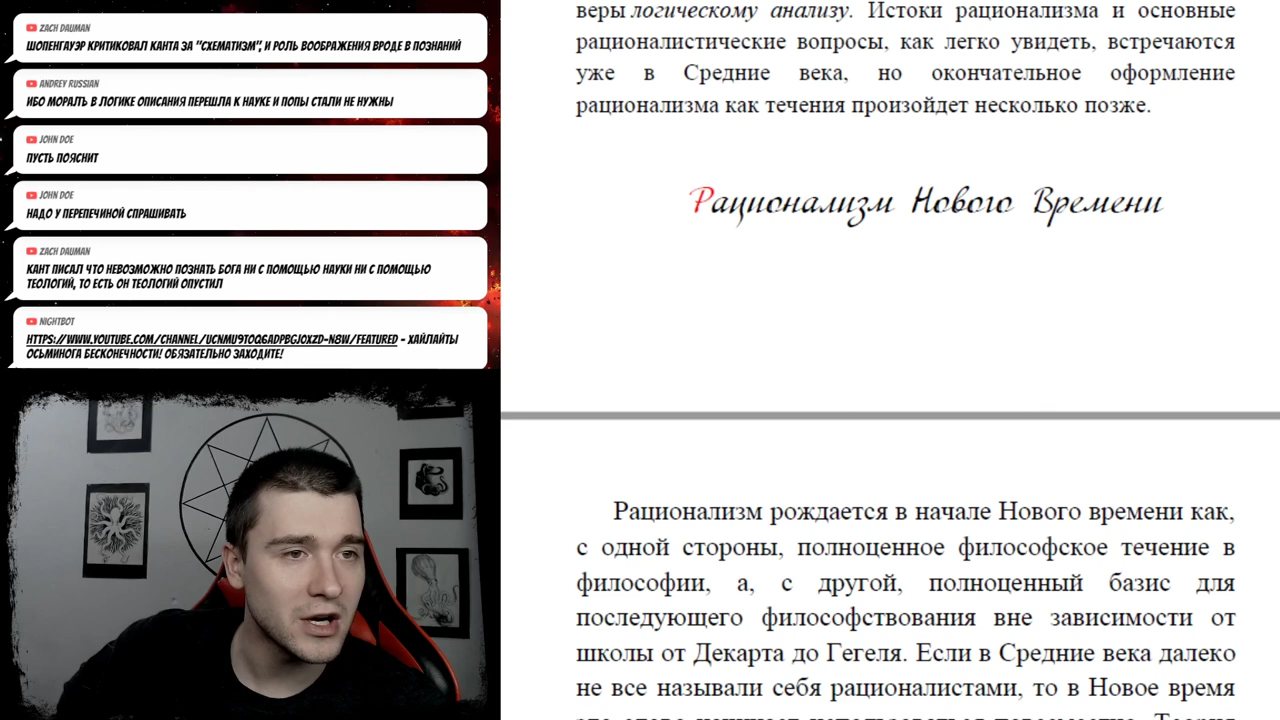 ZACH DAUMAN
ШОПЕНГАУЭР КРИТИКОВАЛ КАНТА ЗА "СХЕМАТИЗМ", И РОЛЬ ВООБРАЖЕНИЯ ВРОДЕ В ПОЗНАНИЙ
ANDREY RUSSIAN
ИБО МОРАЛЬ В ЛОГИКЕ ОПИСАНИЯ ПЕРЕШЛА К НАУКЕ И ПОПЫ СТАЛИ НЕ НУЖНЫ
JOHN DOE
ПУСТЬ ПОЯСНИТ
JOHN DOE
НАДО У ПЕРЕПЕЧИНОЙ СПРАШИВАТЬ
ZACH DAUMAN
КАНТ ПИСАЛ ЧТО НЕВОЗМОЖНО ПОЗНАТЬ БОГА НИ С ПОМОЩЬЮ НАУКИ НИ С ПОМОЩЬЮ
ТЕОЛОГИЙ, ТО ЕСТЬ ОН ТЕОЛОГИЙ ОПУСТИЛ
NIGHTBOT
- ХАЙЛАЙТЫ
ОСЬМИНОГА БЕСКОНЕЧНОСТИ! ОБЯЗАТЕЛЬНО ЗАХОДИТЕ!
веры логическому анализу. Истоки рационализма и основные
рационалистические вопросы, как легко увидеть, встречаются
уже в Средние века, но окончательное оформление
рационализма как течения произойдет несколько позже.
Рационализм Нового Времени
Рационализм рождается в начале Нового времени как,
с одной стороны, полноценное философское течение в
философии, а, с другой, полноценный базис для
последующего философствования вне зависимости от
школы от Декарта до Гегеля. Если в Средние века далеко
не все называли себя рационалистами, то в Новое время